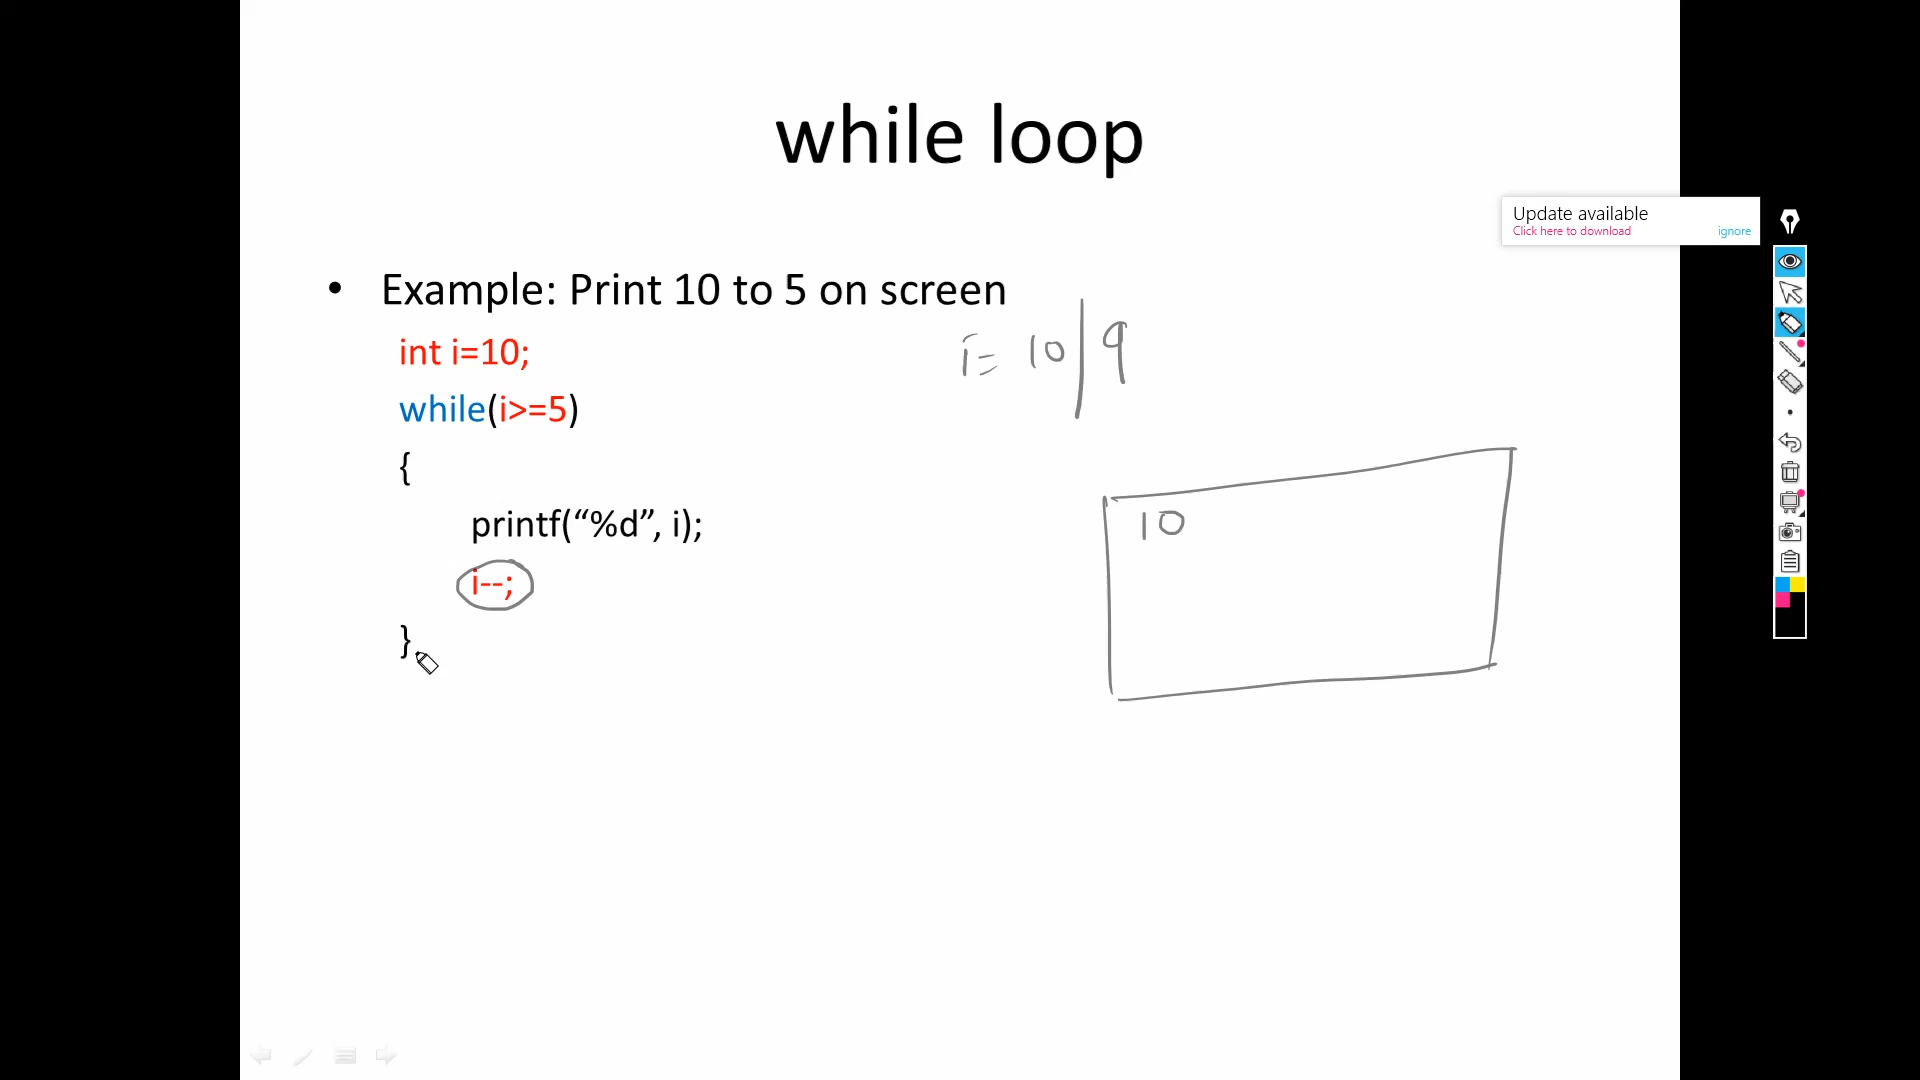 while loop
Update available
Click here to download ignore
• Example: Print 10 to 5 on screen
int i=10;
i= 10 | 9
while(i>=5)
{
printf(“%d”, i);
10
i--;
}